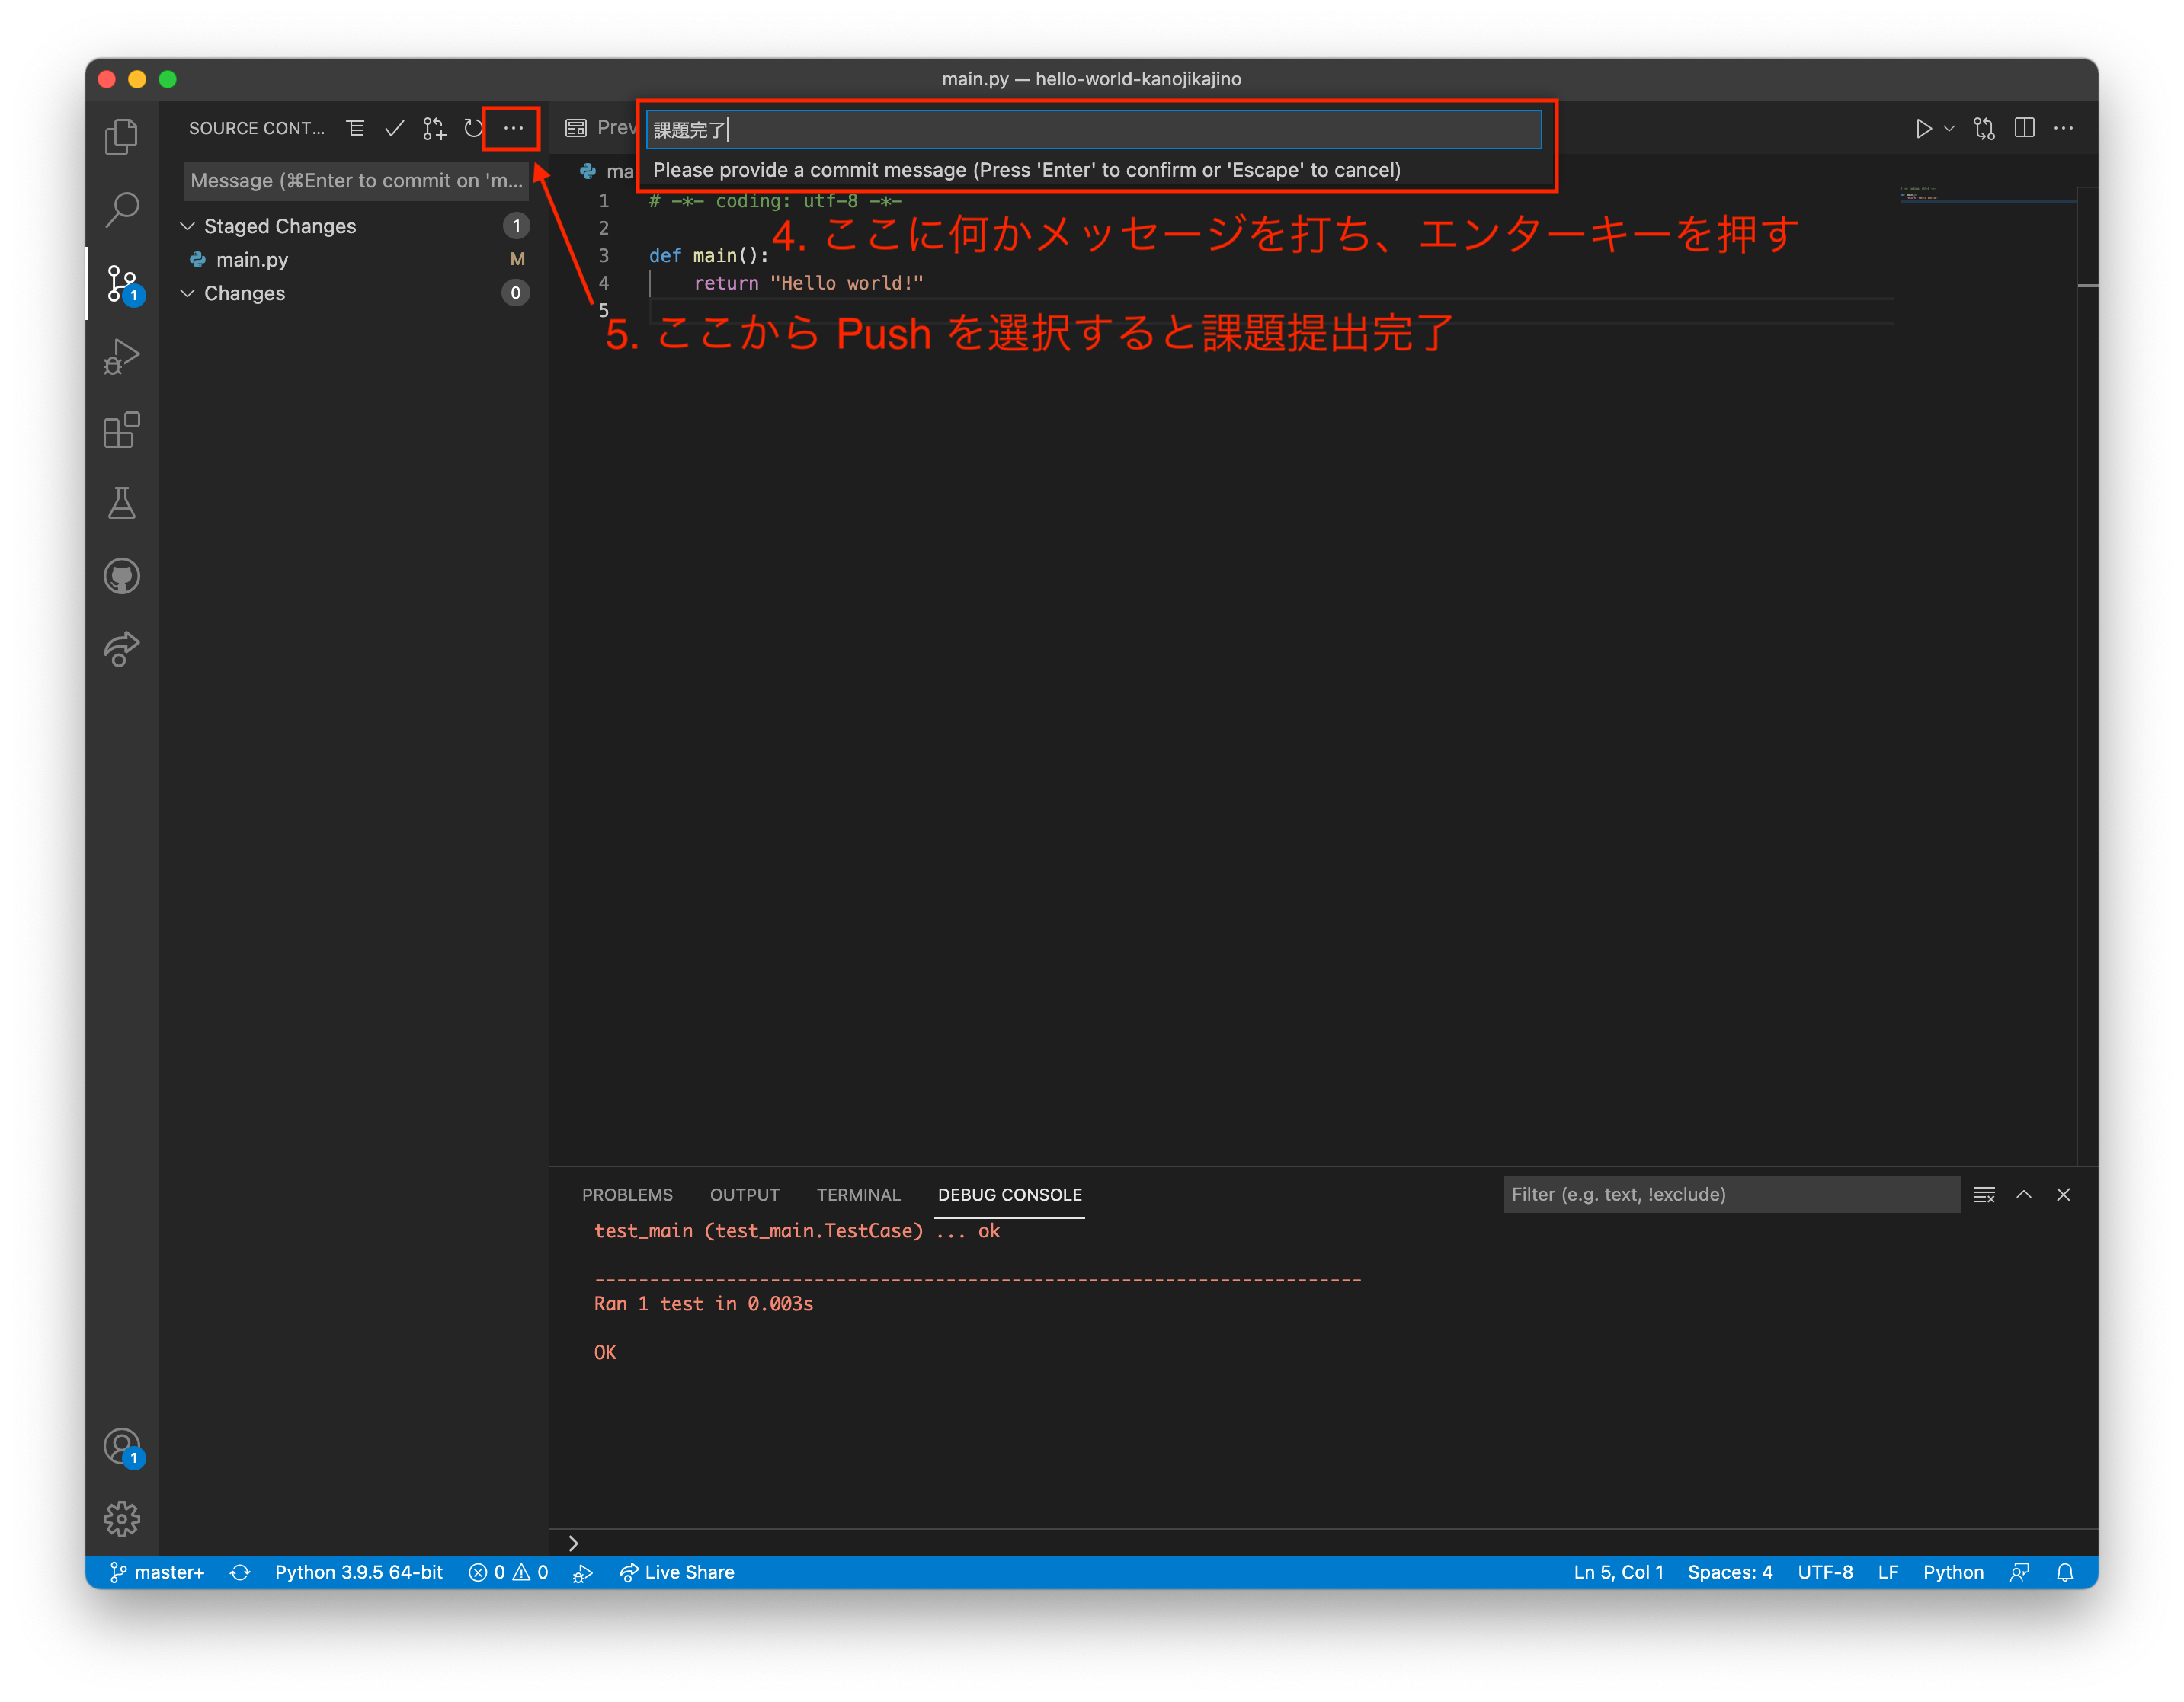 main.py — hello-world-kanojikajino
SOURCE CONT...
Prev
課題完了
Please provide a commit message (Press 'Enter' to confirm or 'Escape' to cancel)
Message (⌘Enter to commit on 'm...
Staged Changes 1
main.py M
Changes 0
1
1 # -*- coding: utf-8 -*-
2
3 def main():
4 return "Hello world!"
5
4. ここに何かメッセージを打ち、エンターキーを押す
5. ここから Push を選択すると課題提出完了
PROBLEMS OUTPUT TERMINAL DEBUG CONSOLE
Filter (e.g. text, !exclude)
test_main (test_main.TestCase) ... ok
----------------------------------------------------------------------
Ran 1 test in 0.003s
OK
1
master+ Python 3.9.5 64-bit 0 0 Live Share
Ln 5, Col 1 Spaces: 4 UTF-8 LF Python